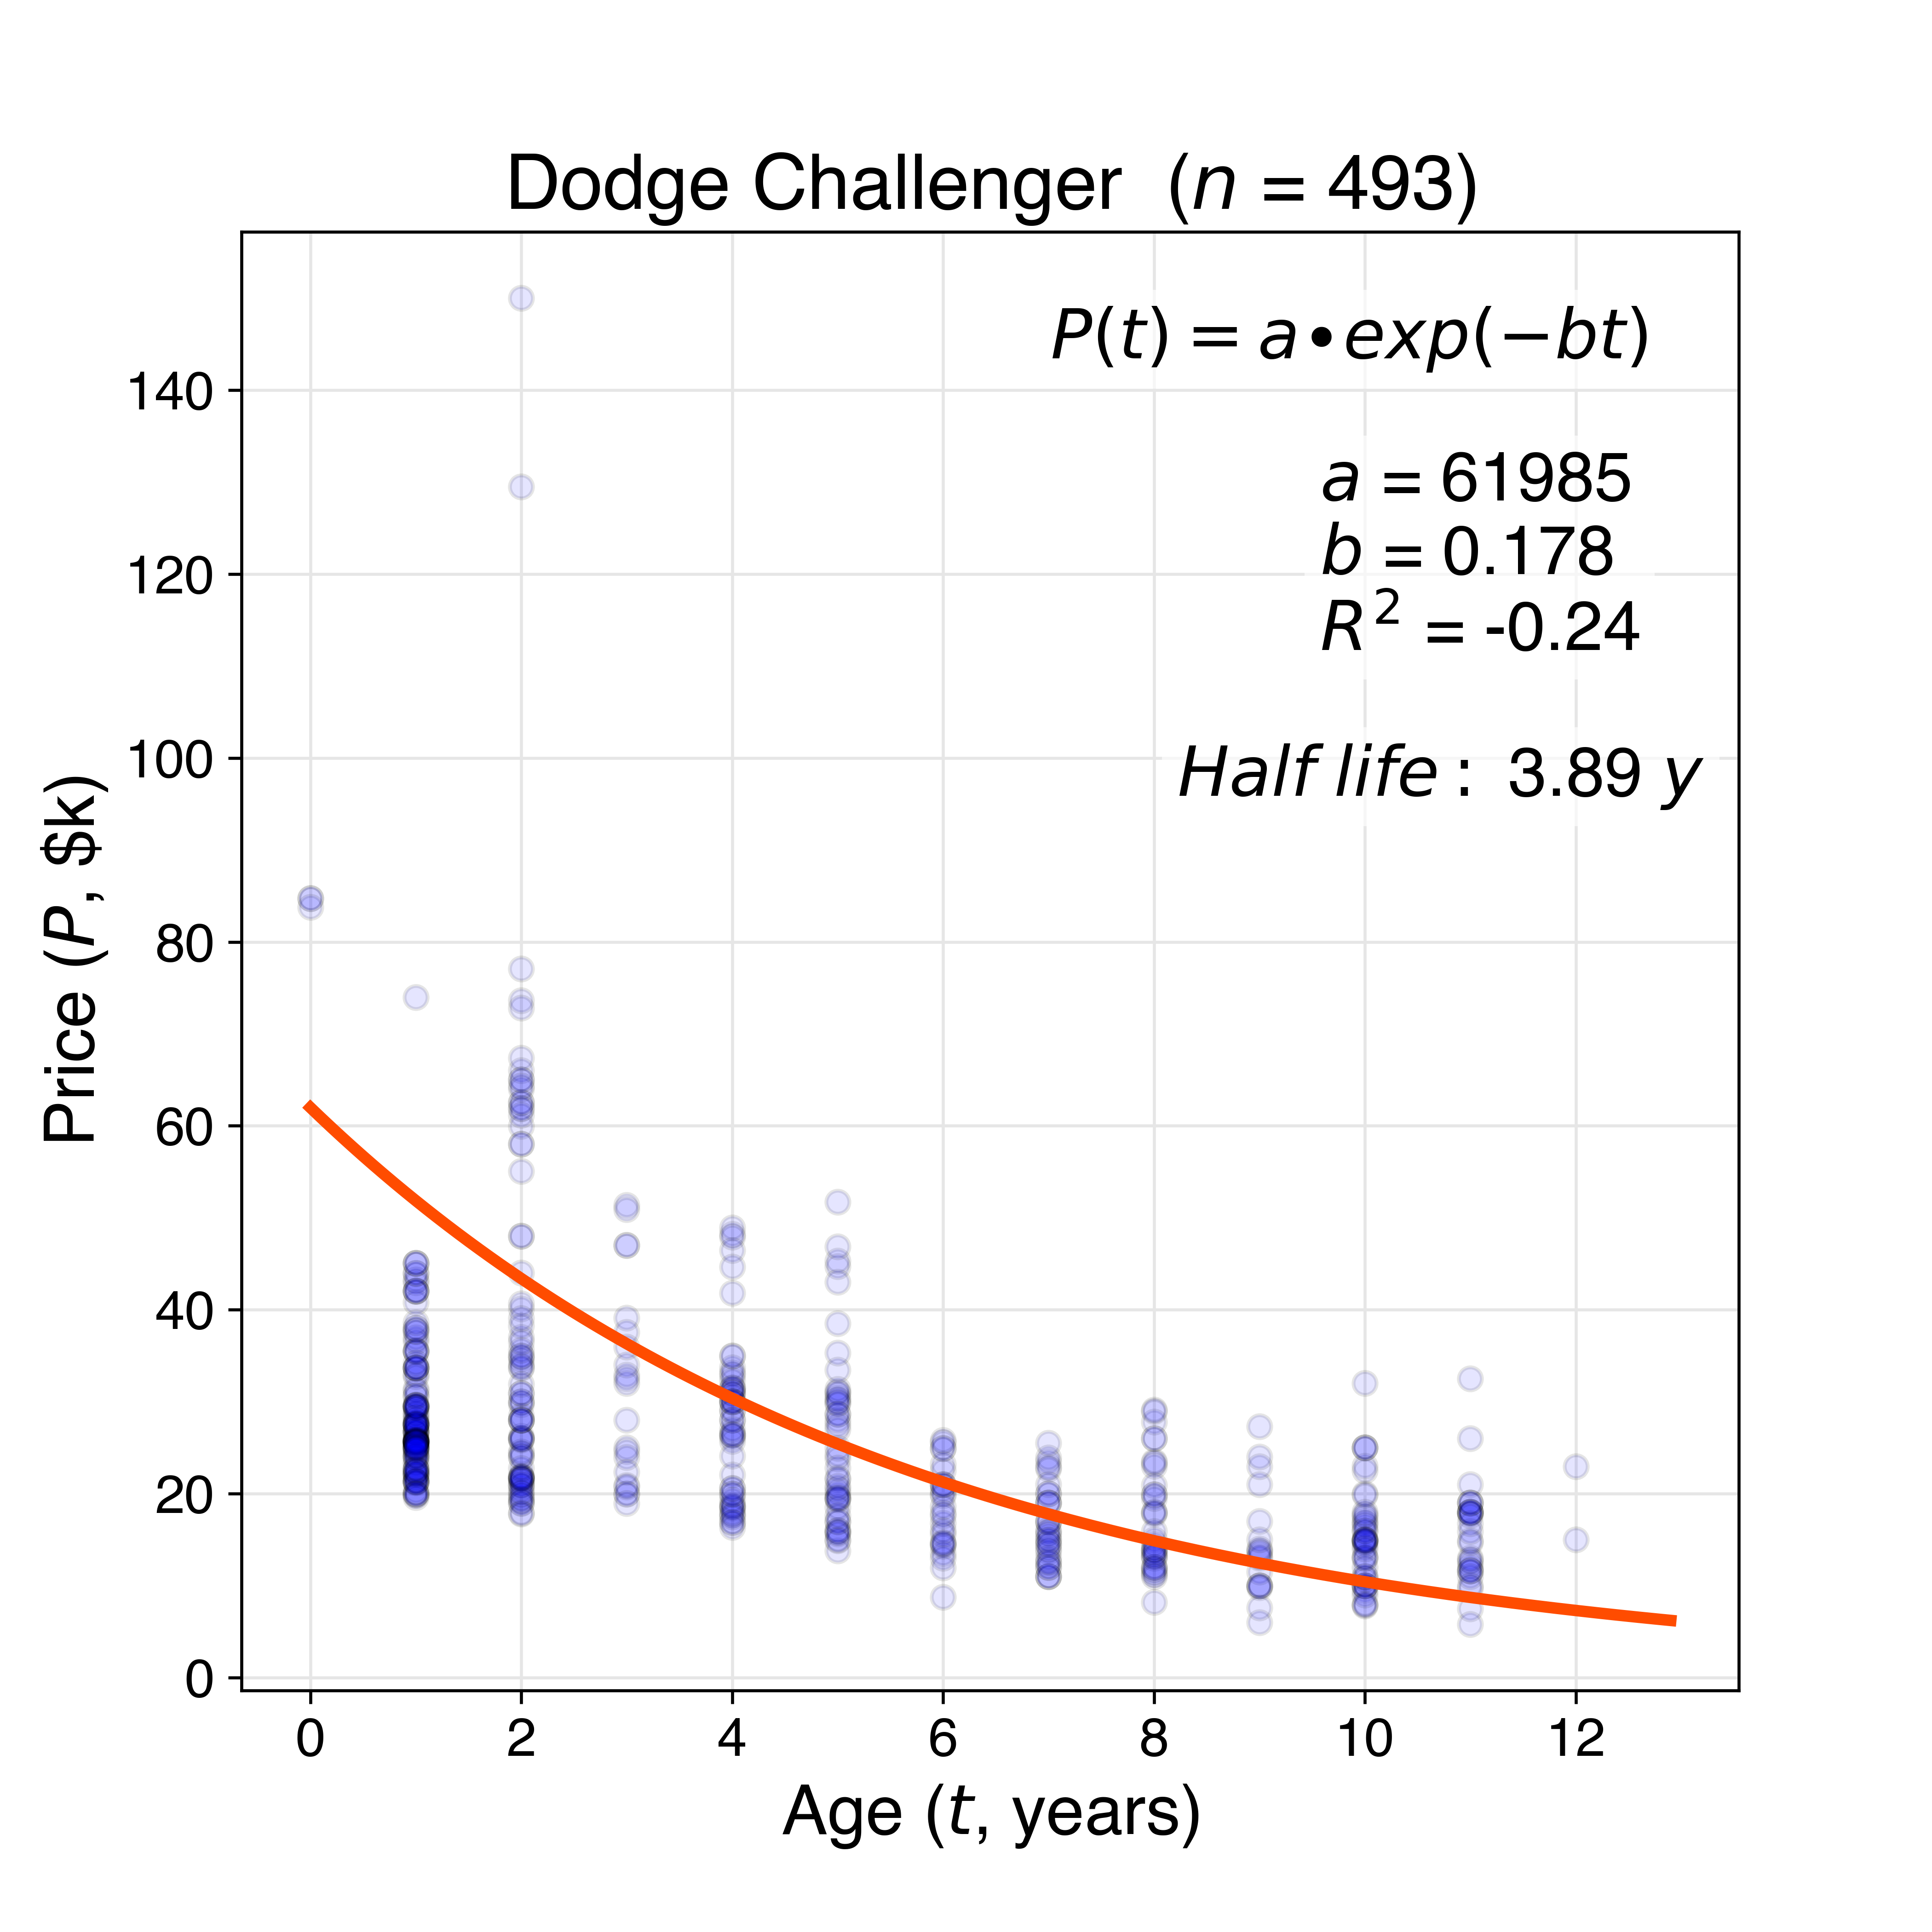 Dodge Challenger (n = 493)
P(t) = a•exp(−bt)
a = 61985
b = 0.178
R² = -0.24
Half life : 3.89 y
Price (P, $k)
140
120
100
80
60
40
20
0
0 2 4 6 8 10 12
Age (t, years)